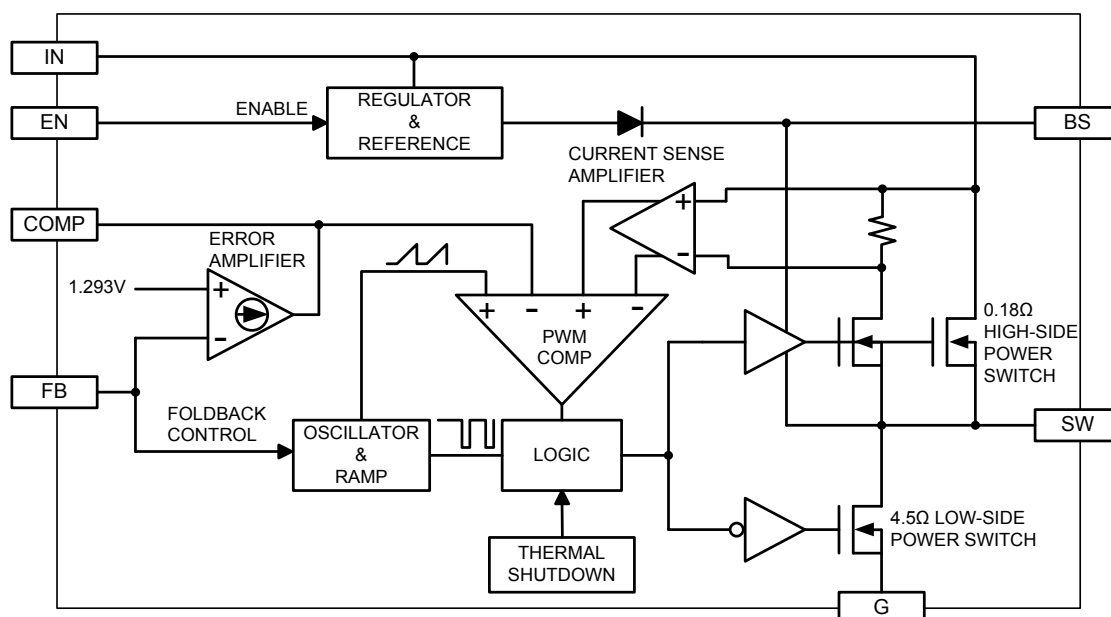 IN
EN
ENABLE
REGULATOR
&
REFERENCE
BS
CURRENT SENSE
AMPLIFIER
COMP
ERROR
AMPLIFIER
1.293V
+
-
+
-
+
-
+
-
PWM
COMP
0.18Ω
HIGH-SIDE
POWER
SWITCH
FB
FOLDBACK
CONTROL
OSCILLATOR
&
RAMP
LOGIC
SW
THERMAL
SHUTDOWN
4.5Ω LOW-SIDE
POWER SWITCH
G